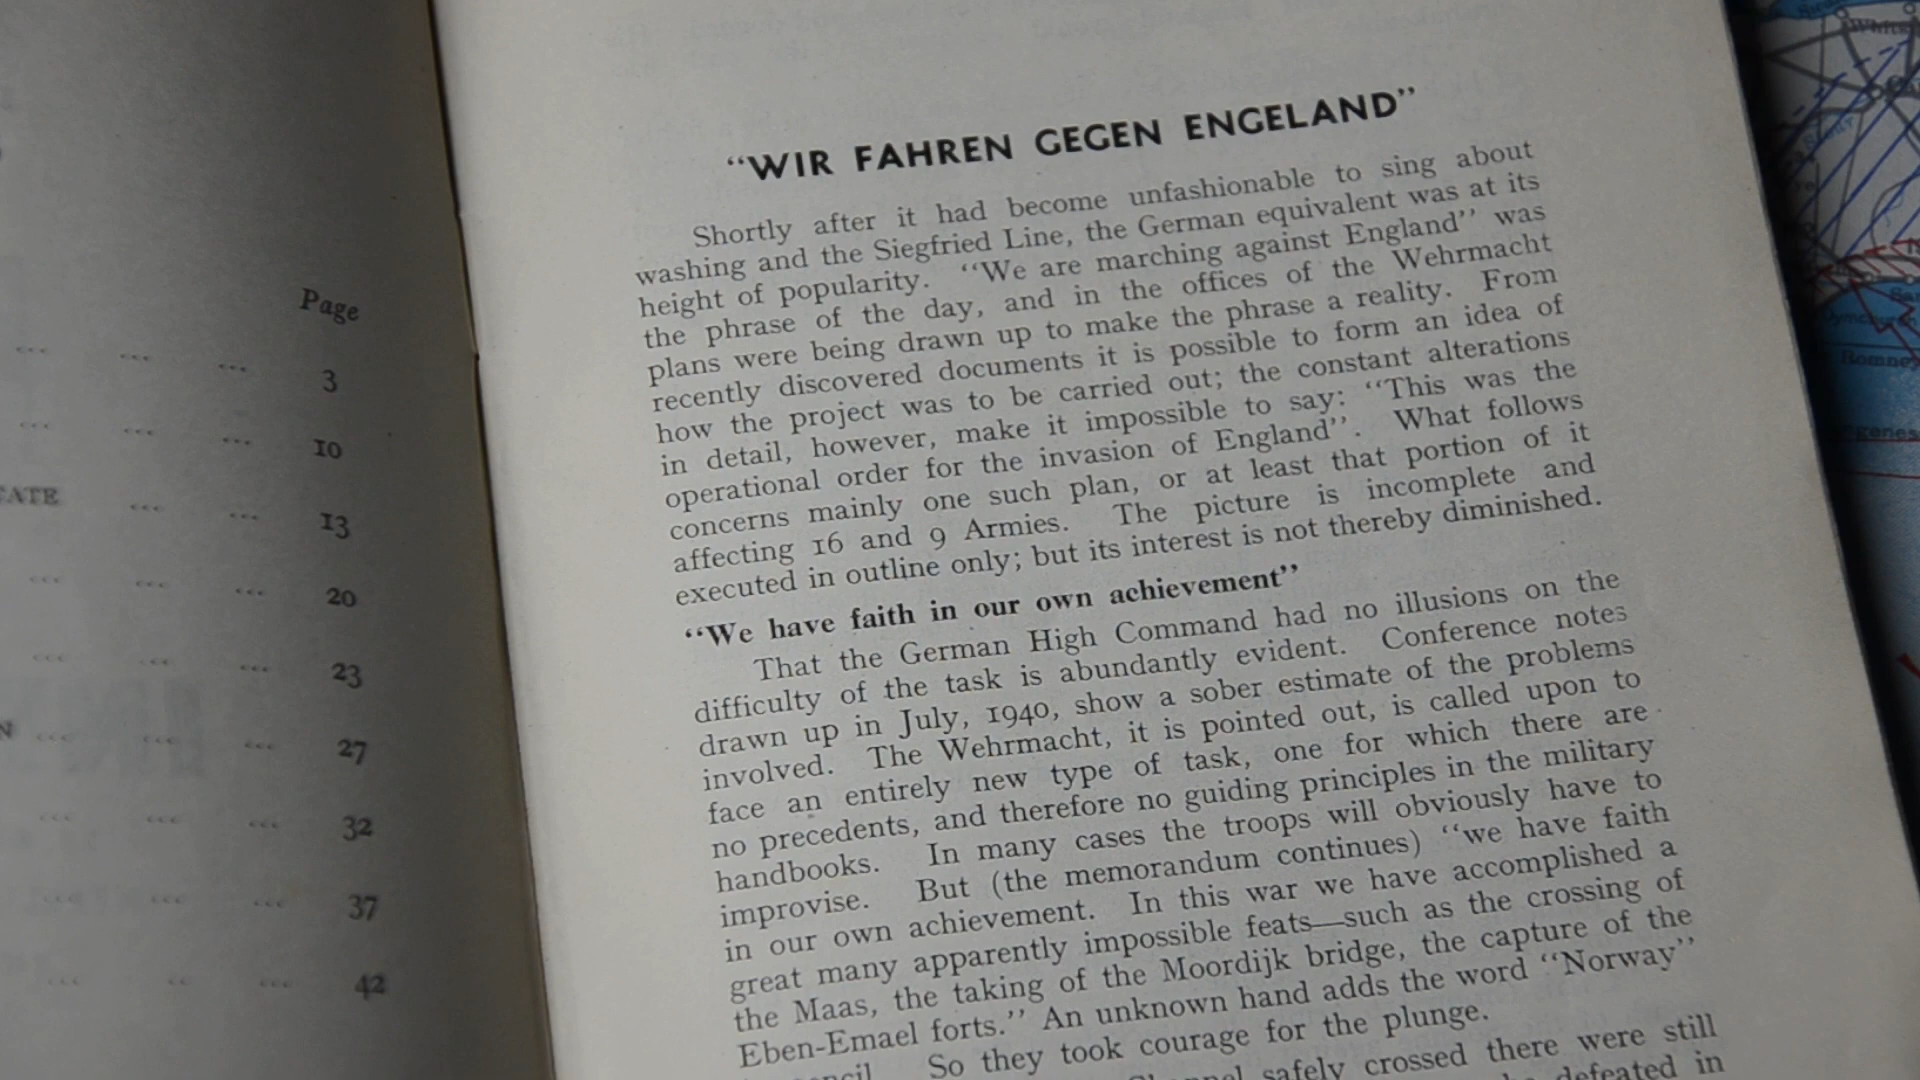 Page
3
10
13
20
23
27
32
37
42
"WIR FAHREN GEGEN ENGELAND"
Shortly after it had become unfashionable to sing about
washing and the Siegfried Line, the German equivalent was at its
height of popularity. "We are marching against England" was
the phrase of the day, and in the offices of the Wehrmacht
plans were being drawn up to make the phrase a reality. From
recently discovered documents it is possible to form an idea of
how the project was to be carried out; the constant alterations
in detail, however, make it impossible to say: "This was the
operational order for the invasion of England". What follows
concerns mainly one such plan, or at least that portion of it
affecting 16 and 9 Armies. The picture is incomplete and
executed in outline only; but its interest is not thereby diminished.
"We have faith in our own achievement"
That the German High Command had no illusions on the
difficulty of the task is abundantly evident. Conference notes
drawn up in July, 1940, show a sober estimate of the problems
involved. The Wehrmacht, it is pointed out, is called upon to
face an entirely new type of task, one for which there are
no precedents, and therefore no guiding principles in the military
handbooks. In many cases the troops will obviously have to
improvise. But (the memorandum continues) "we have faith
in our own achievement. In this war we have accomplished a
great many apparently impossible feats—such as the crossing of
the Maas, the taking of the Moordijk bridge, the capture of the
Eben-Emael forts." An unknown hand adds the word "Norway"
So they took courage for the plunge.
safely crossed there were still
defeated in
Romney